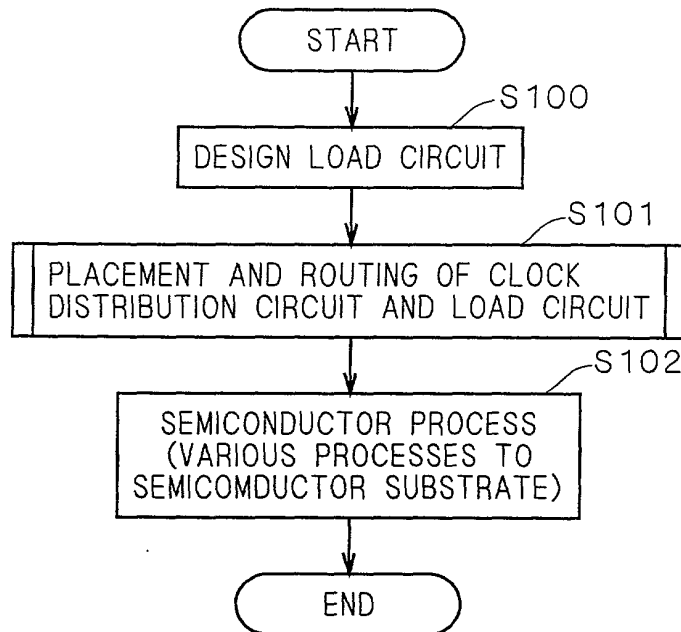 START
S100
DESIGN LOAD CIRCUIT
S101
PLACEMENT AND ROUTING OF CLOCK
DISTRIBUTION CIRCUIT AND LOAD CIRCUIT
S102
SEMICONDUCTOR PROCESS
(VARIOUS PROCESSES TO
SEMICOMDUCTOR SUBSTRATE)
END